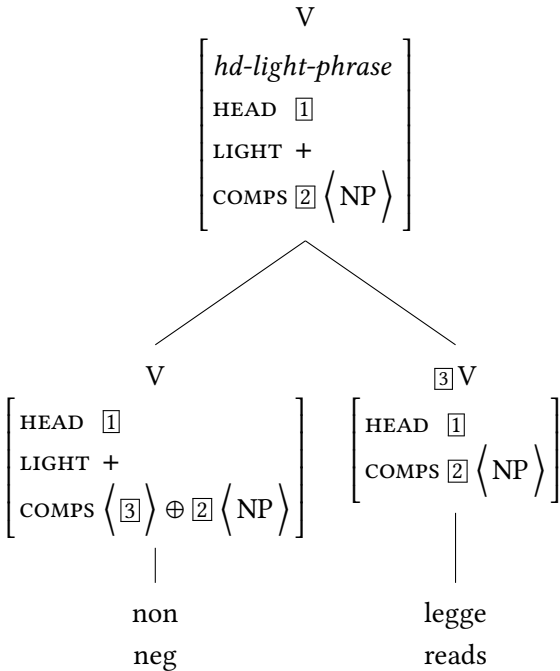 V
hd-light-phrase
HEAD 1
LIGHT +
COMPS 2 ⟨NP⟩
V
HEAD 1
LIGHT +
COMPS ⟨3⟩ ⊕ 2 ⟨NP⟩
3 V
HEAD 1
COMPS 2 ⟨NP⟩
non
neg
legge
reads